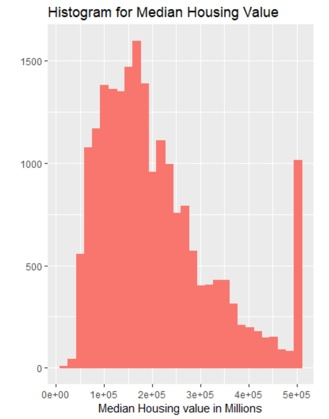 Histogram for Median Housing Value
1500
1000
500
0
0e+00 1e+05 2e+05 3e+05 4e+05 5e+05
Median Housing value in Millions